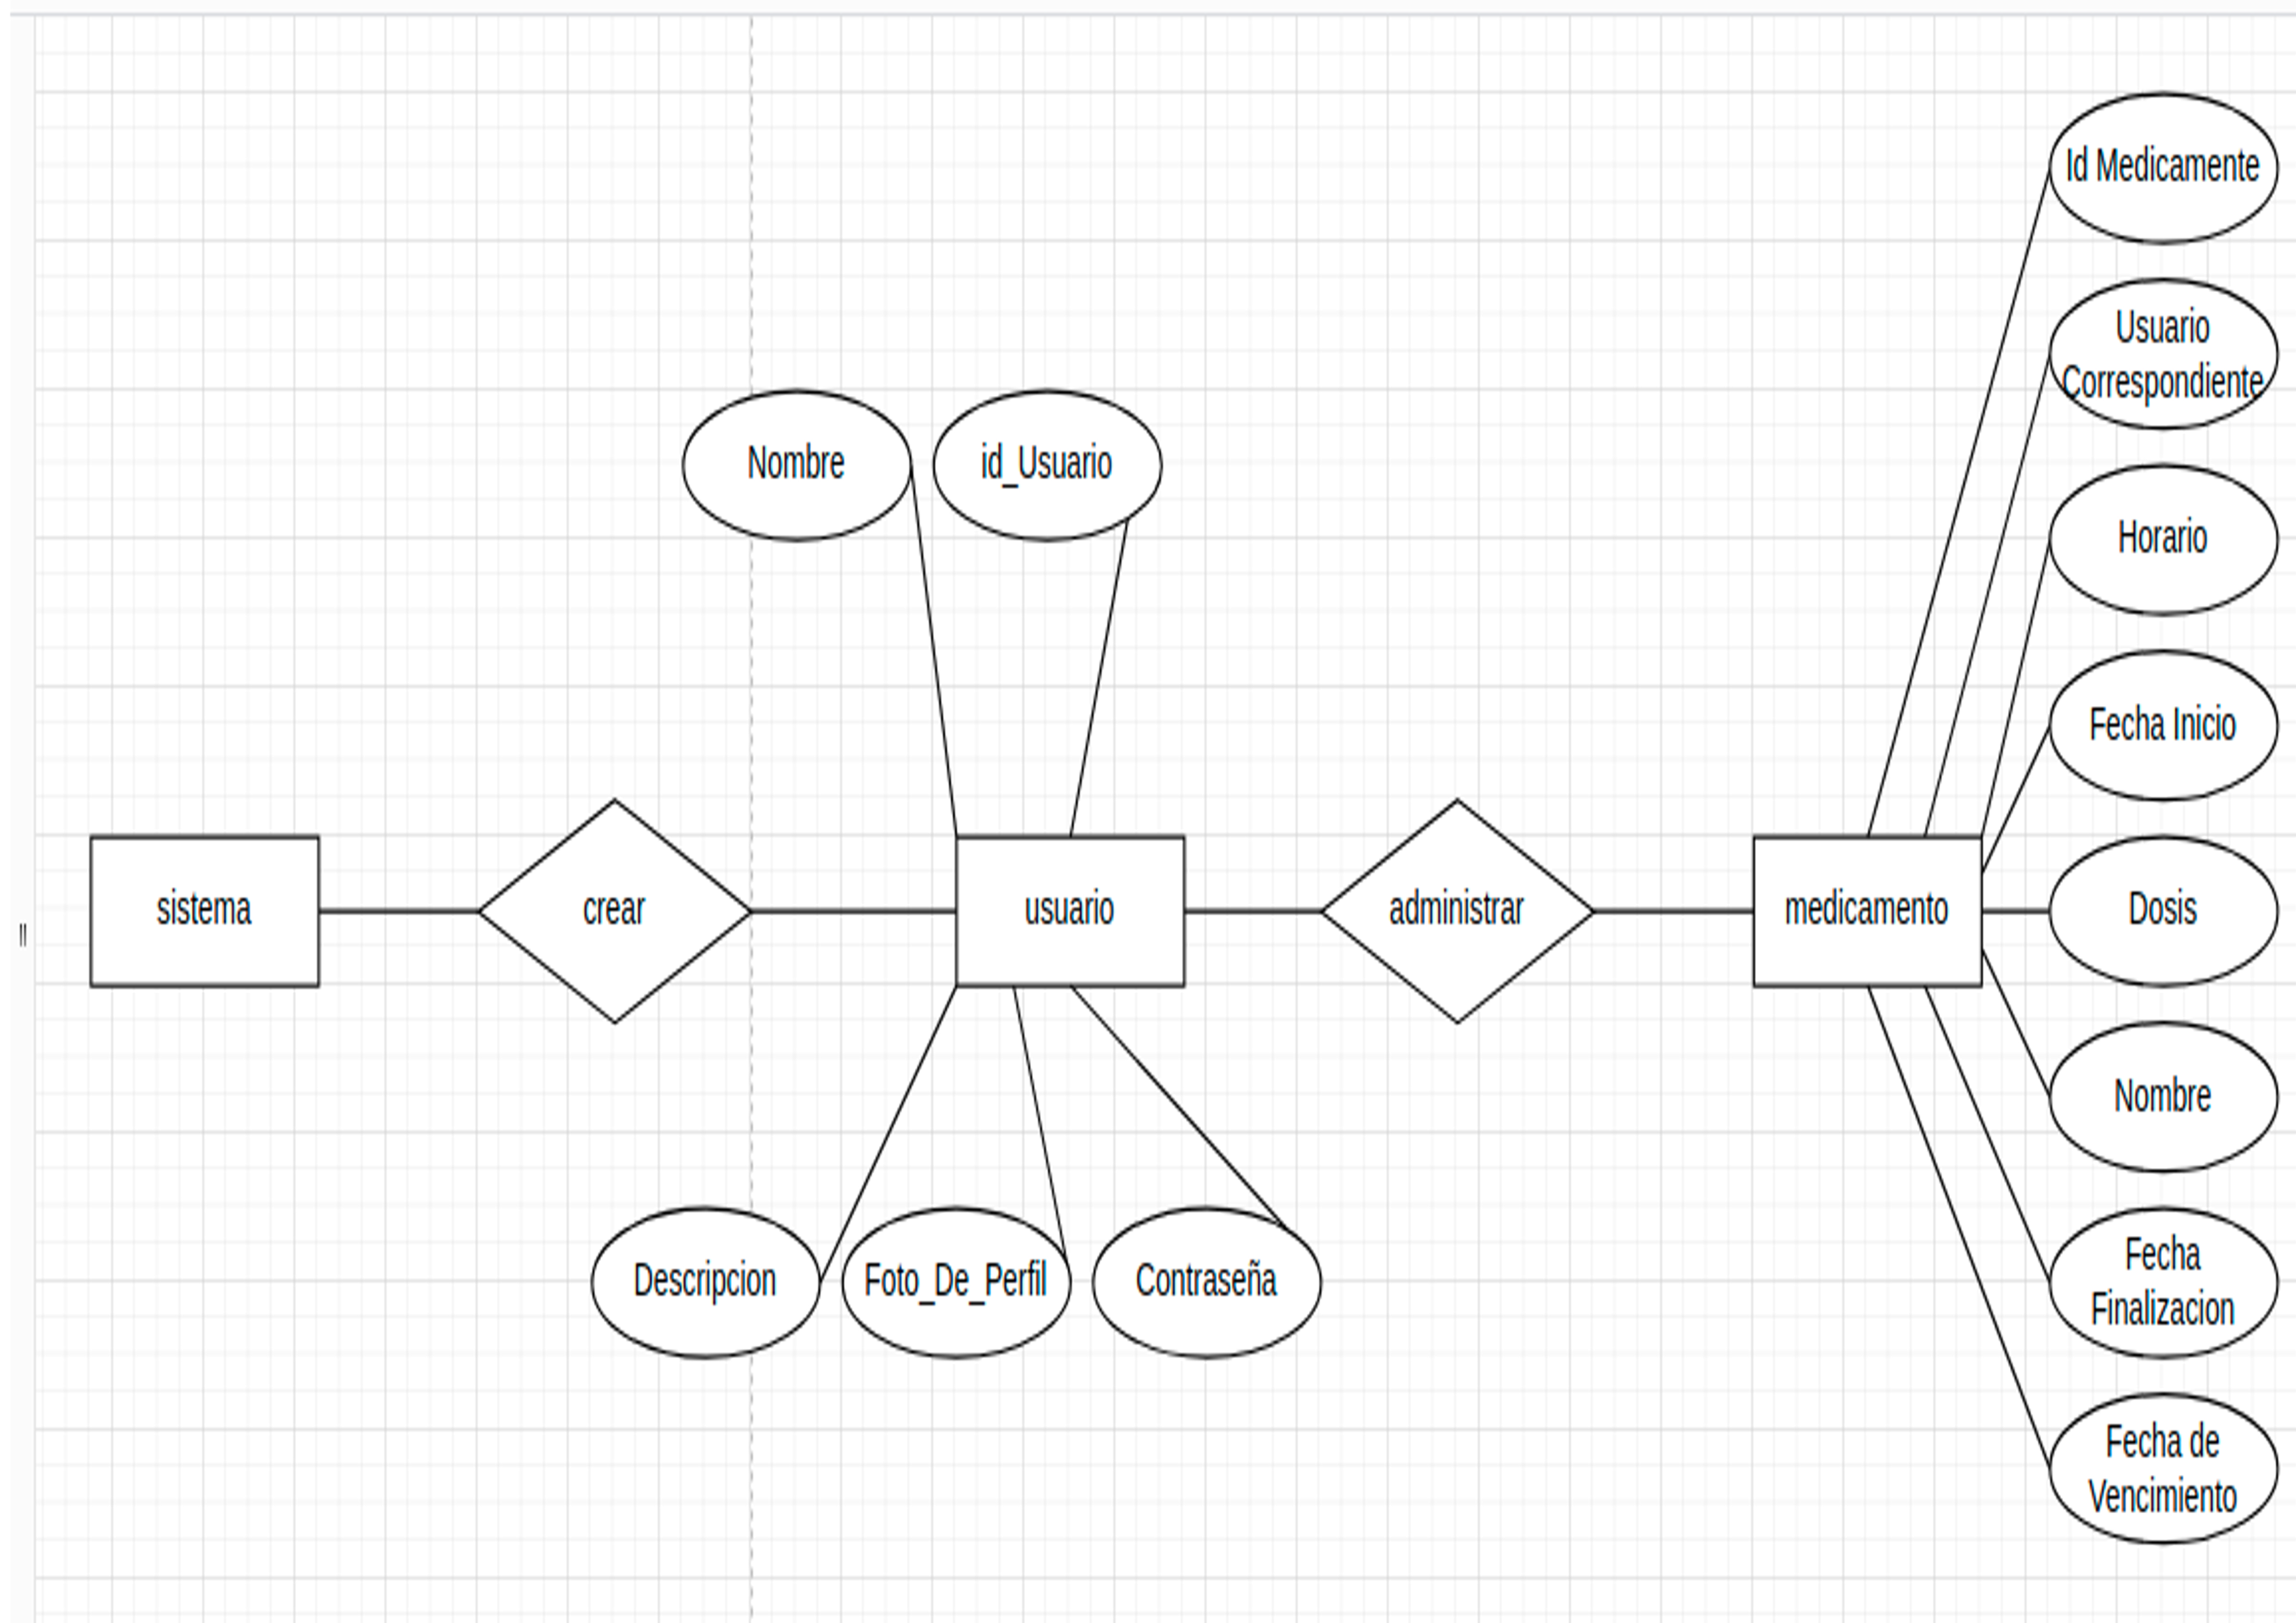 Id Medicamente
Usuario
Correspondiente
Nombre
id_Usuario
Horario
Fecha Inicio
sistema
crear
usuario
administrar
medicamento
Dosis
Nombre
Descripcion
Foto_De_Perfil
Contraseña
Fecha
Finalizacion
Fecha de
Vencimiento